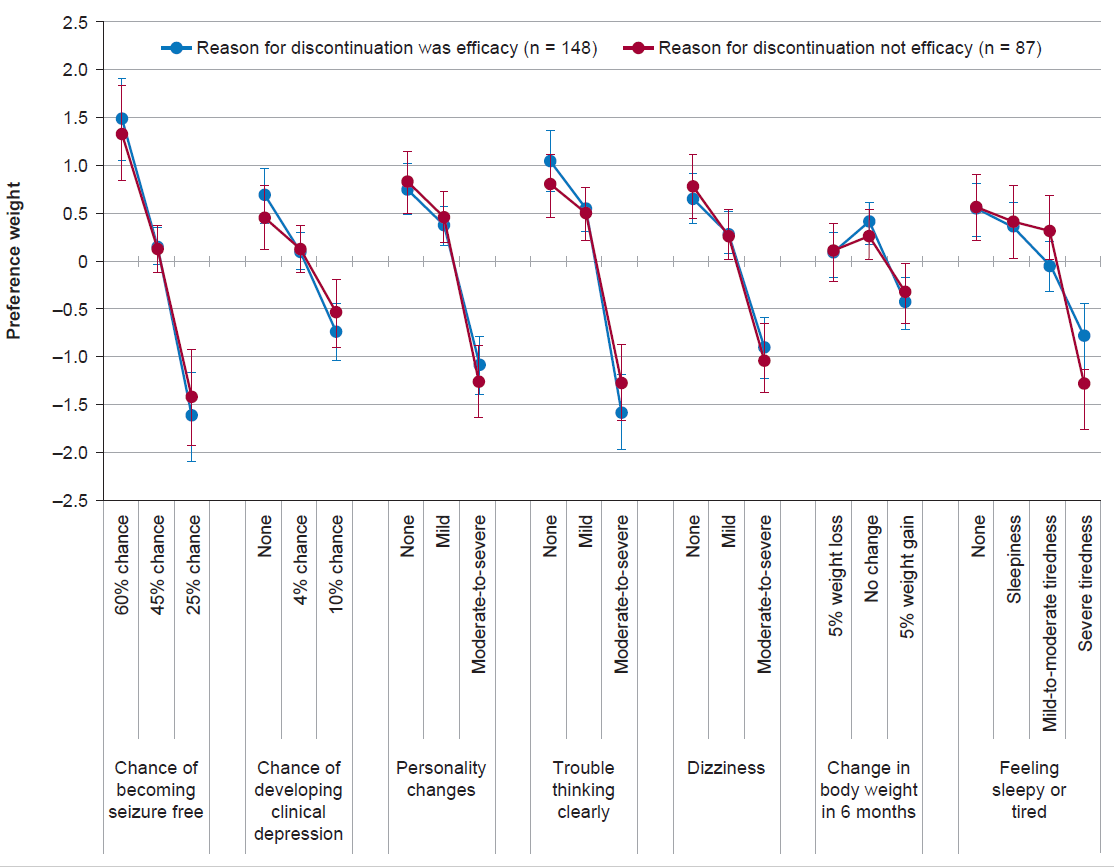 2.5
Reason for discontinuation was efficacy (n = 148)
Reason for discontinuation not efficacy (n = 87)
2.0
1.5
1.0
0.5
0
–0.5
–1.0
–1.5
–2.0
–2.5
Preference weight
60% chance
45% chance
25% chance
None
4% chance
10% chance
None
Mild
Moderate-to-severe
None
Mild
Moderate-to-severe
None
Mild
Moderate-to-severe
5% weight loss
No change
5% weight gain
None
Sleepiness
Mild-to-moderate tiredness
Severe tiredness
Chance of
becoming
seizure free
Chance of
developing
clinical
depression
Personality
changes
Trouble
thinking
clearly
Dizziness
Change in
body weight
in 6 months
Feeling
sleepy or
tired